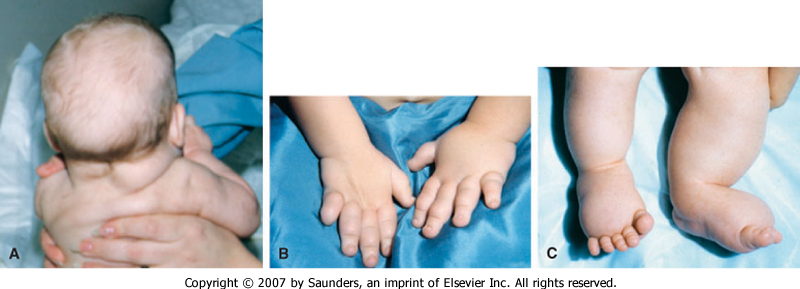 A
B
C
Copyright © 2007 by Saunders, an imprint of Elsevier Inc. All rights reserved.